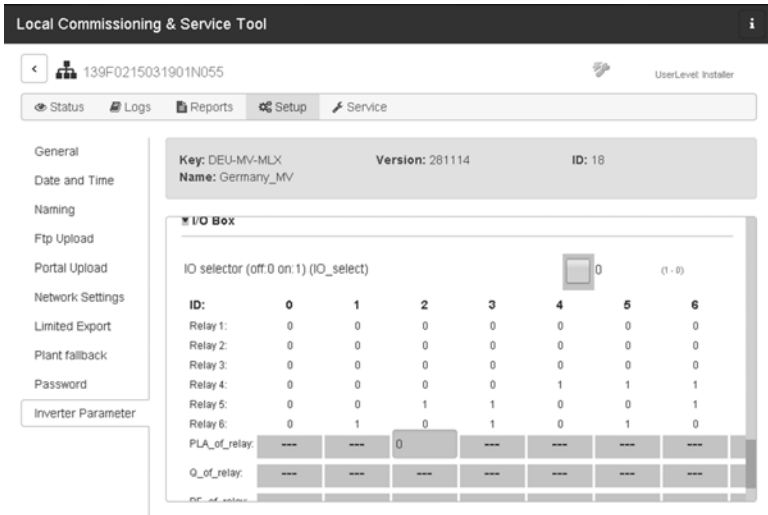 Local Commissioning & Service Tool
i
139F0215031901N055
UserLevel: Installer
Status Logs Reports Setup Service
General
Date and Time
Naming
Ftp Upload
Portal Upload
Network Settings
Limited Export
Plant fallback
Password
Inverter Parameter
Key: DEU-MV-MLX Version: 281114 ID: 18
Name: Germany_MV
I/O Box
IO selector (off:0 on:1) (IO_select) 0 (1 - 0)
ID: 0 1 2 3 4 5 6
Relay 1: 0 0 0 0 0 0 0
Relay 2: 0 0 0 0 0 0 0
Relay 3: 0 0 0 0 0 0 0
Relay 4: 0 0 0 0 1 1 1
Relay 5: 0 0 1 1 0 0 1
Relay 6: 0 1 0 1 0 1 0
PLA_of_relay: --- --- 0 --- --- --- ---
Q_of_relay: --- --- --- --- --- --- ---